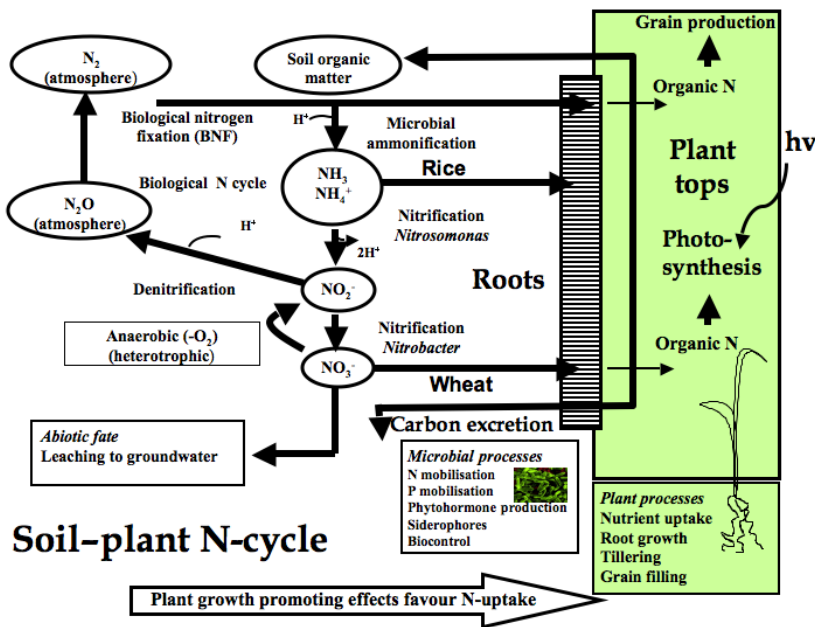 N2
(atmosphere)
Soil organic
matter
Grain production
Organic N
Biological nitrogen
fixation (BNF)
H+
Microbial
ammonification
Plant
tops
hν
NH3
NH4+
Rice
Biological N cycle
N2O
(atmosphere)
H+
Nitrification
Nitrosomonas
2H+
Photo-
synthesis
Roots
Denitrification
NO2-
Anaerobic (-O2)
(heterotrophic)
Nitrification
Nitrobacter
Organic N
NO3-
Wheat
Carbon excretion
Abiotic fate
Leaching to groundwater
Microbial processes
N mobilisation
P mobilisation
Phytohormone production
Siderophores
Biocontrol
Plant processes
Nutrient uptake
Root growth
Tillering
Grain filling
Soil–plant N-cycle
Plant growth promoting effects favour N-uptake